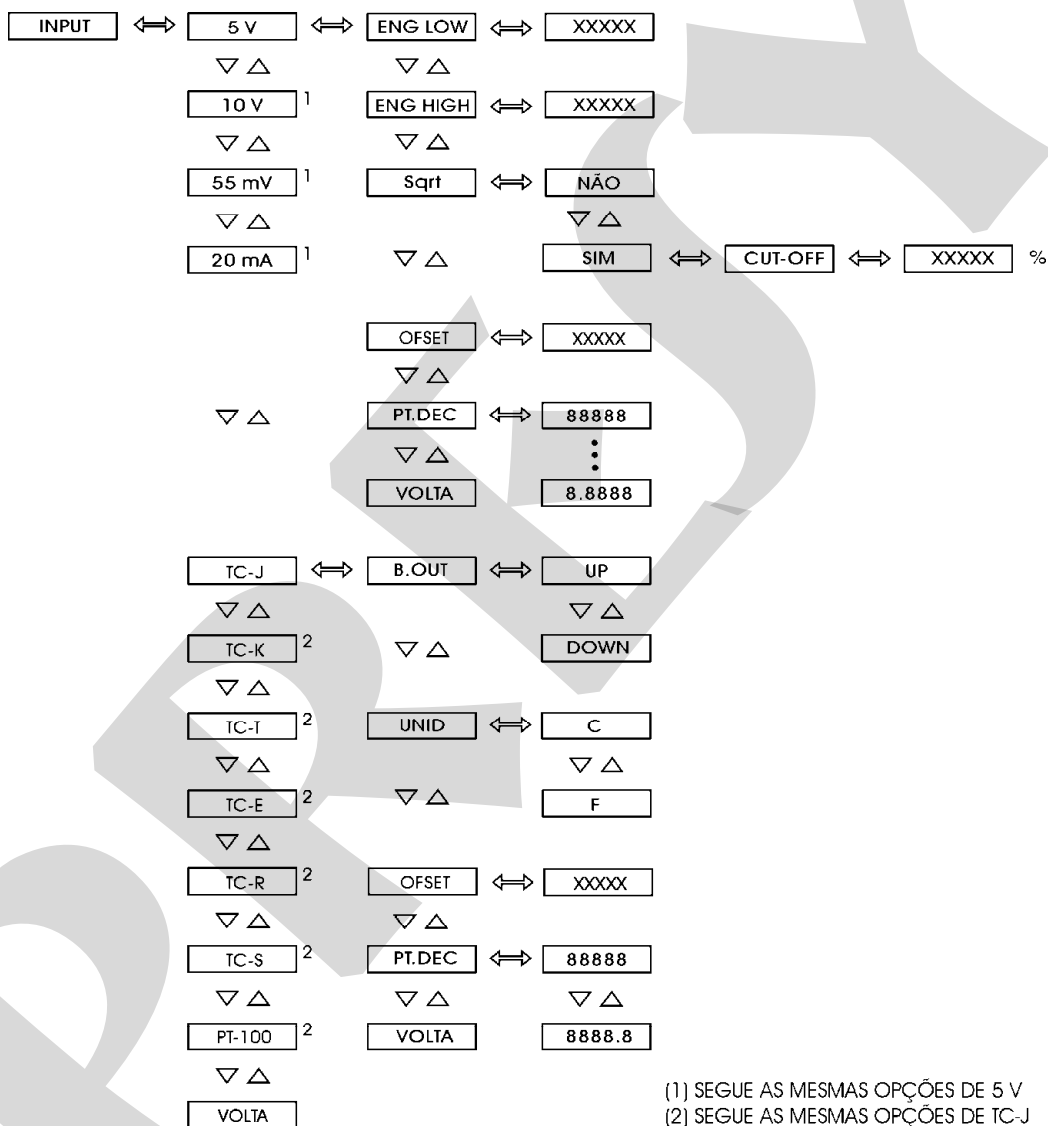 INPUT 5 V ENG LOW XXXXX
10 V 1 ENG HIGH XXXXX
55 mV 1 Sqrt NÃO
20 mA 1 SIM CUT-OFF XXXXX %
OFSET XXXXX
PT.DEC 88888
VOLTA 8.8888
TC-J B.OUT UP
TC-K 2 DOWN
TC-T 2 UNID C
TC-E 2 F
TC-R 2 OFSET XXXXX
TC-S 2 PT.DEC 88888
PT-100 2 VOLTA 8888.8
VOLTA
(1) SEGUE AS MESMAS OPÇÕES DE 5 V
(2) SEGUE AS MESMAS OPÇÕES DE TC-J
PRESY